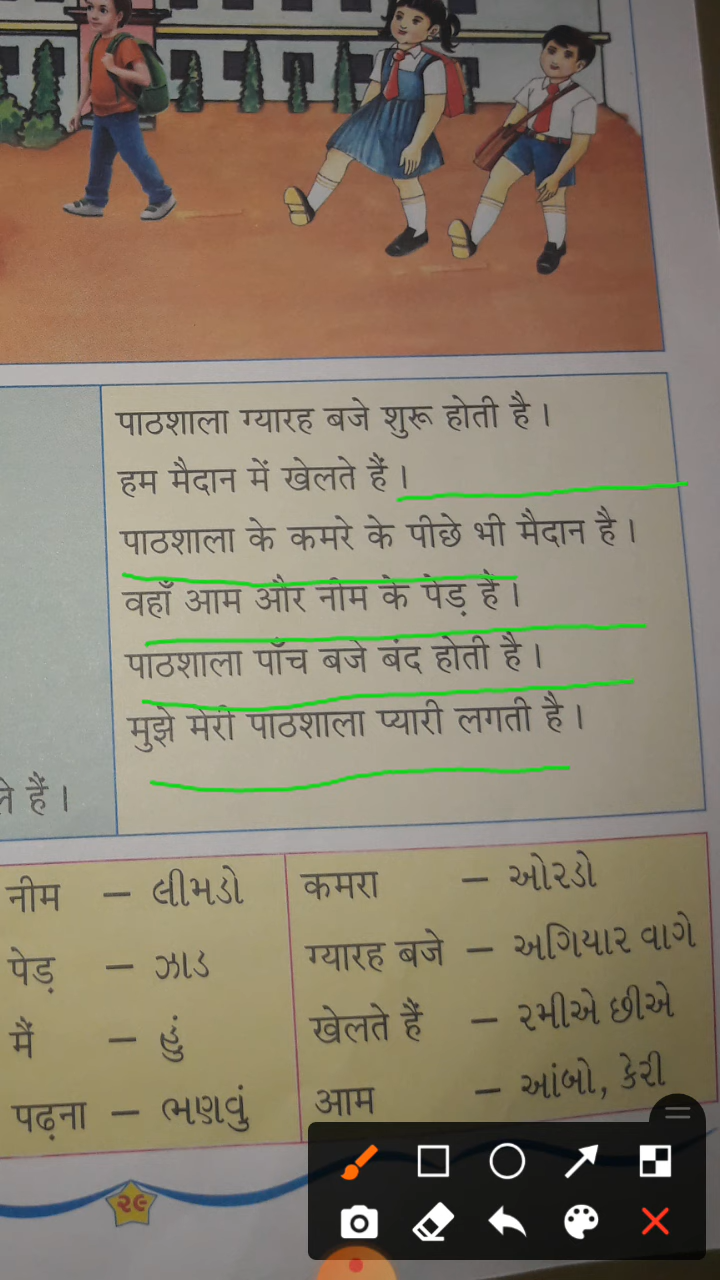 पाठशाला ग्यारह बजे शुरू होती है ।
हम मैदान में खेलते हैं ।
पाठशाला के कमरे के पीछे भी मैदान है ।
वहाँ आम और नीम के पेड़ हैं ।
पाठशाला पाँच बजे बंद होती है ।
मुझे मेरी पाठशाला प्यारी लगती है ।
हैं ।
नीम – લીમડો
पेड़ – ઝાડ
मैं – હું
पढ़ना – ભણવું
कमरा – ઓરડો
ग्यारह बजे – અગિયાર વાગે
खेलते हैं – રમીએ છીએ
आम – આંબો, કેરી
૨૯